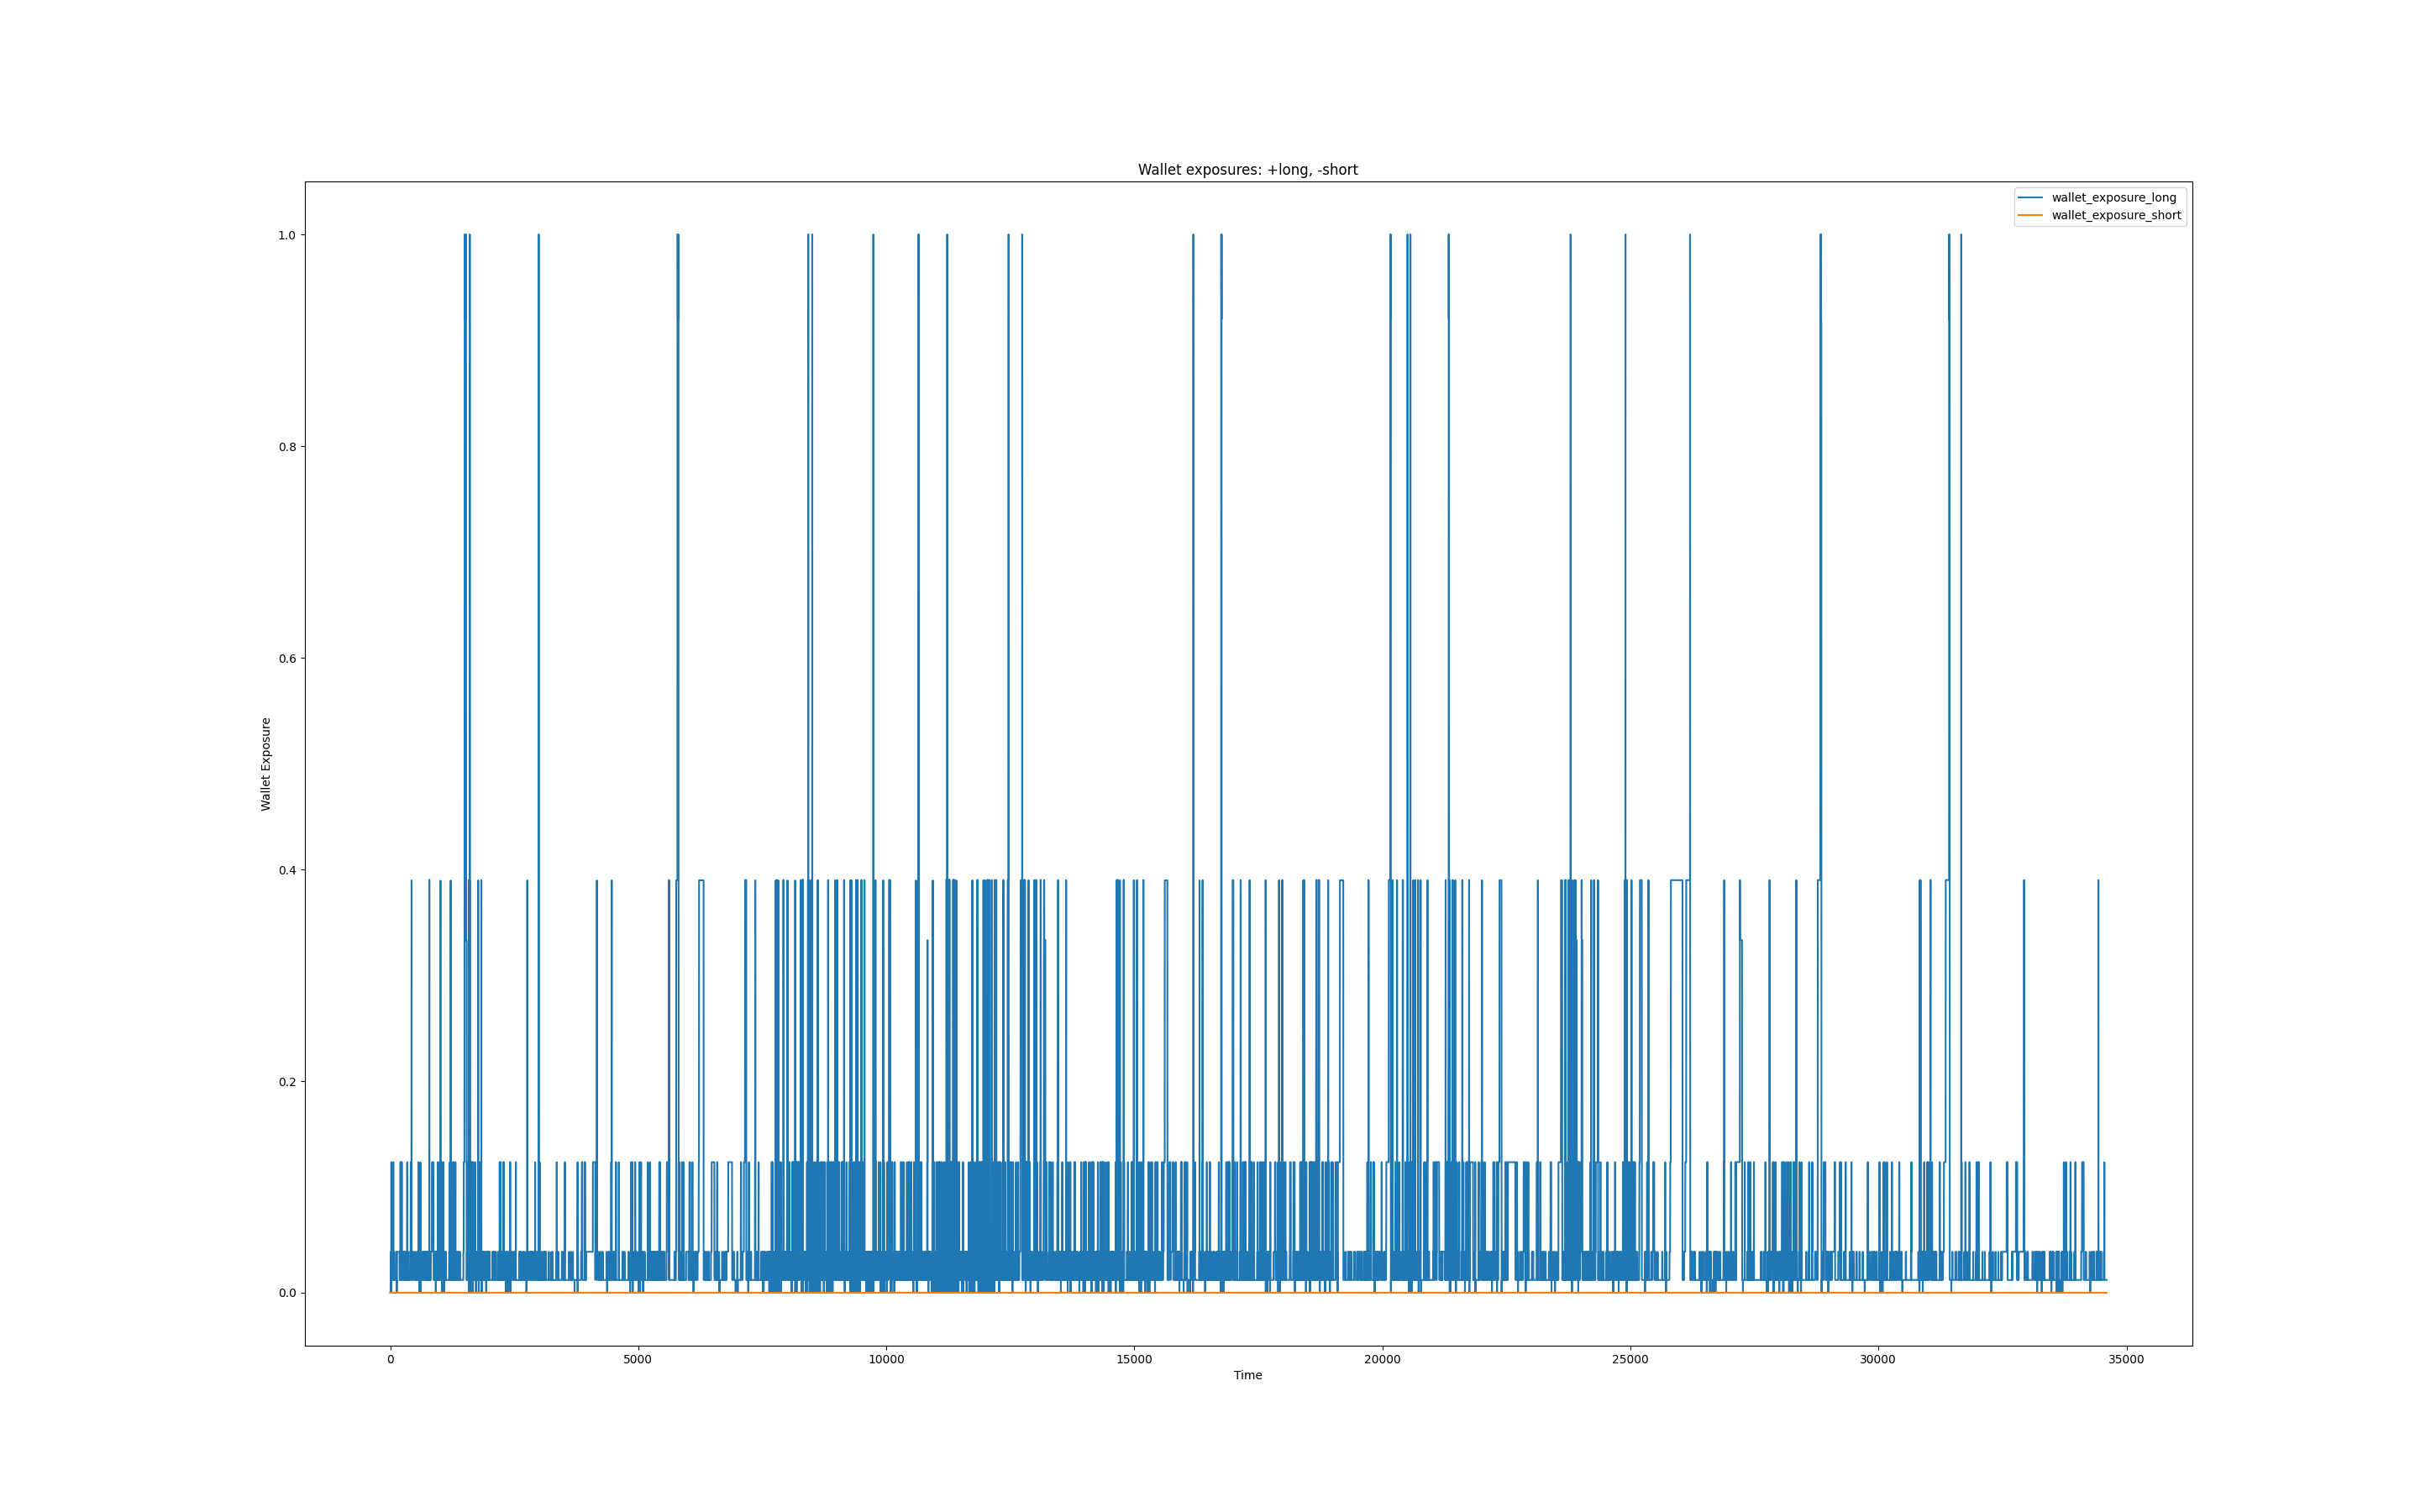 Wallet exposures: +long, -short
wallet_exposure_long
wallet_exposure_short
1.0
0.8
0.6
0.4
0.2
0.0
Wallet Exposure
0 5000 10000 15000 20000 25000 30000 35000
Time